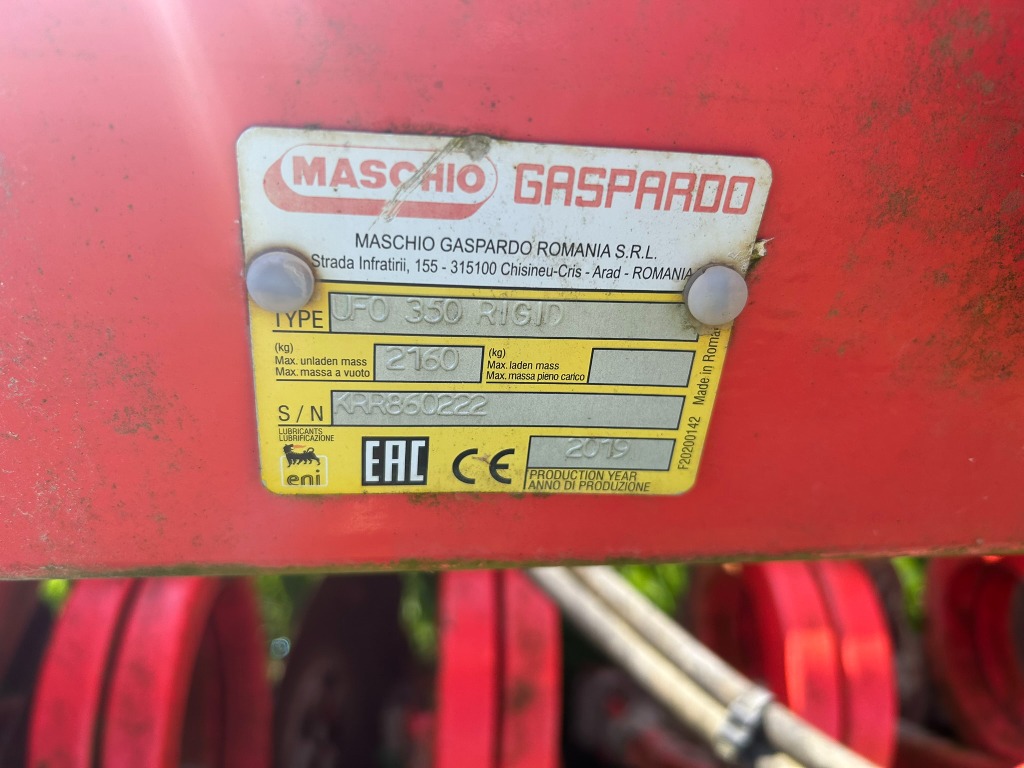 MASCHIO GASPARDO
MASCHIO GASPARDO ROMANIA S.R.L.
Strada Infratirii, 155 - 315100 Chisineu-Cris - Arad - ROMANIA
TYPE UFO 350 RIGID
(kg)
Max. unladen mass
Max. massa a vuoto
2160
(kg)
Max. laden mass
Max. massa pieno carico
S / N KRR860222
LUBRICANTS
LUBRIFICAZIONE
eni
EAC CE
2019
PRODUCTION YEAR
ANNO DI PRODUZIONE
F20200142 Made in